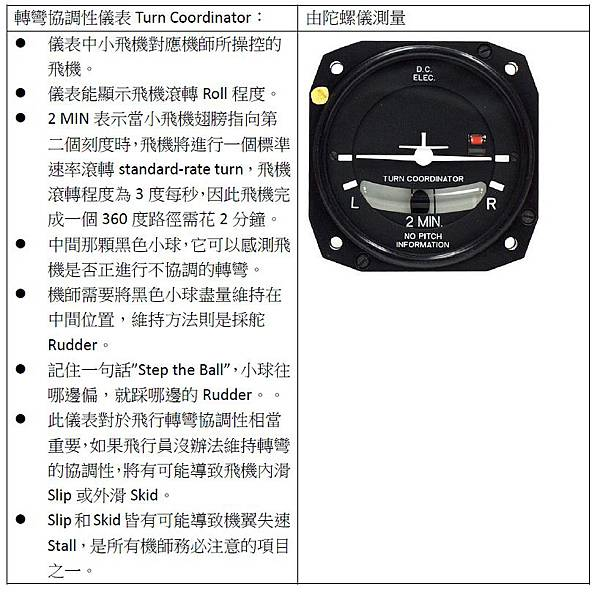 轉彎協調性儀表 Turn Coordinator：
由陀螺儀測量
● 儀表中小飛機對應機師所操控的
飛機。
● 儀表能顯示飛機滾轉 Roll 程度。
● 2 MIN 表示當小飛機翅膀指向第
二個刻度時，飛機將進行一個標準
速率滾轉 standard-rate turn，飛機
滾轉程度為 3 度每秒，因此飛機完
成一個 360 度路徑需花 2 分鐘。
● 中間那顆黑色小球，它可以感測飛
機是否正進行不協調的轉彎。
● 機師需要將黑色小球盡量維持在
中間位置，維持方法則是採舵
Rudder。
● 記住一句話"Step the Ball"，小球往
哪邊偏，就踩哪邊的 Rudder。。
● 此儀表對於飛行轉彎協調性相當
重要，如果飛行員沒辦法維持轉彎
的協調性，將有可能導致飛機內滑
Slip 或外滑 Skid。
● Slip 和 Skid 皆有可能導致機翼失速
Stall，是所有機師務必注意的項目
之一。
D.C.
ELEC.
TURN COORDINATOR
L R
2 MIN.
NO PITCH
INFORMATION